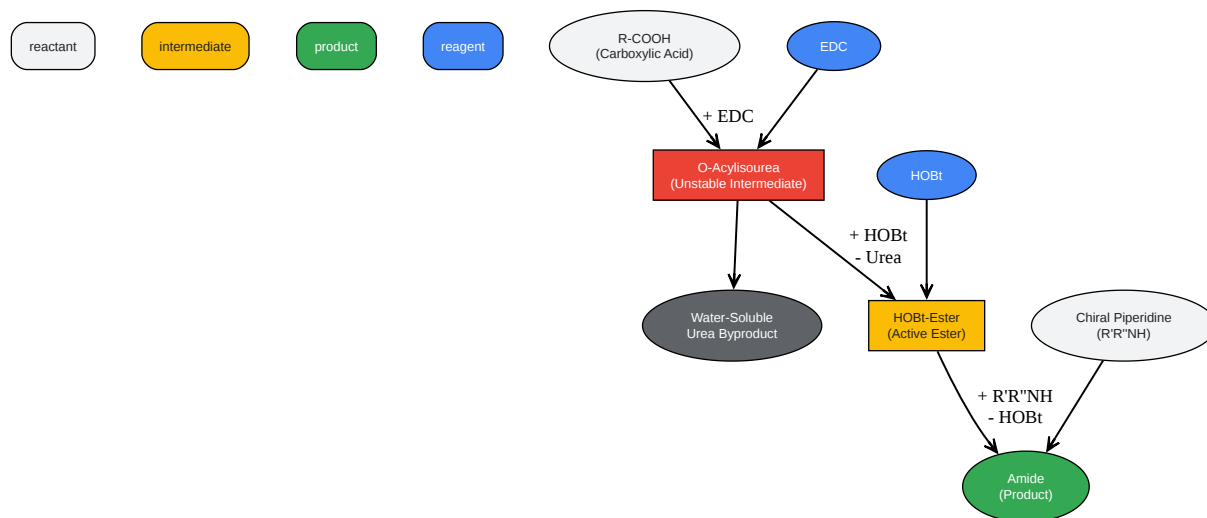 reactant
intermediate
product
reagent
R-COOH
(Carboxylic Acid)
EDC
+ EDC
O-Acylisourea
(Unstable Intermediate)
HOBt
+ HOBt
- Urea
Water-Soluble
Urea Byproduct
HOBt-Ester
(Active Ester)
Chiral Piperidine
(R'R''NH)
+ R'R''NH
- HOBt
Amide
(Product)